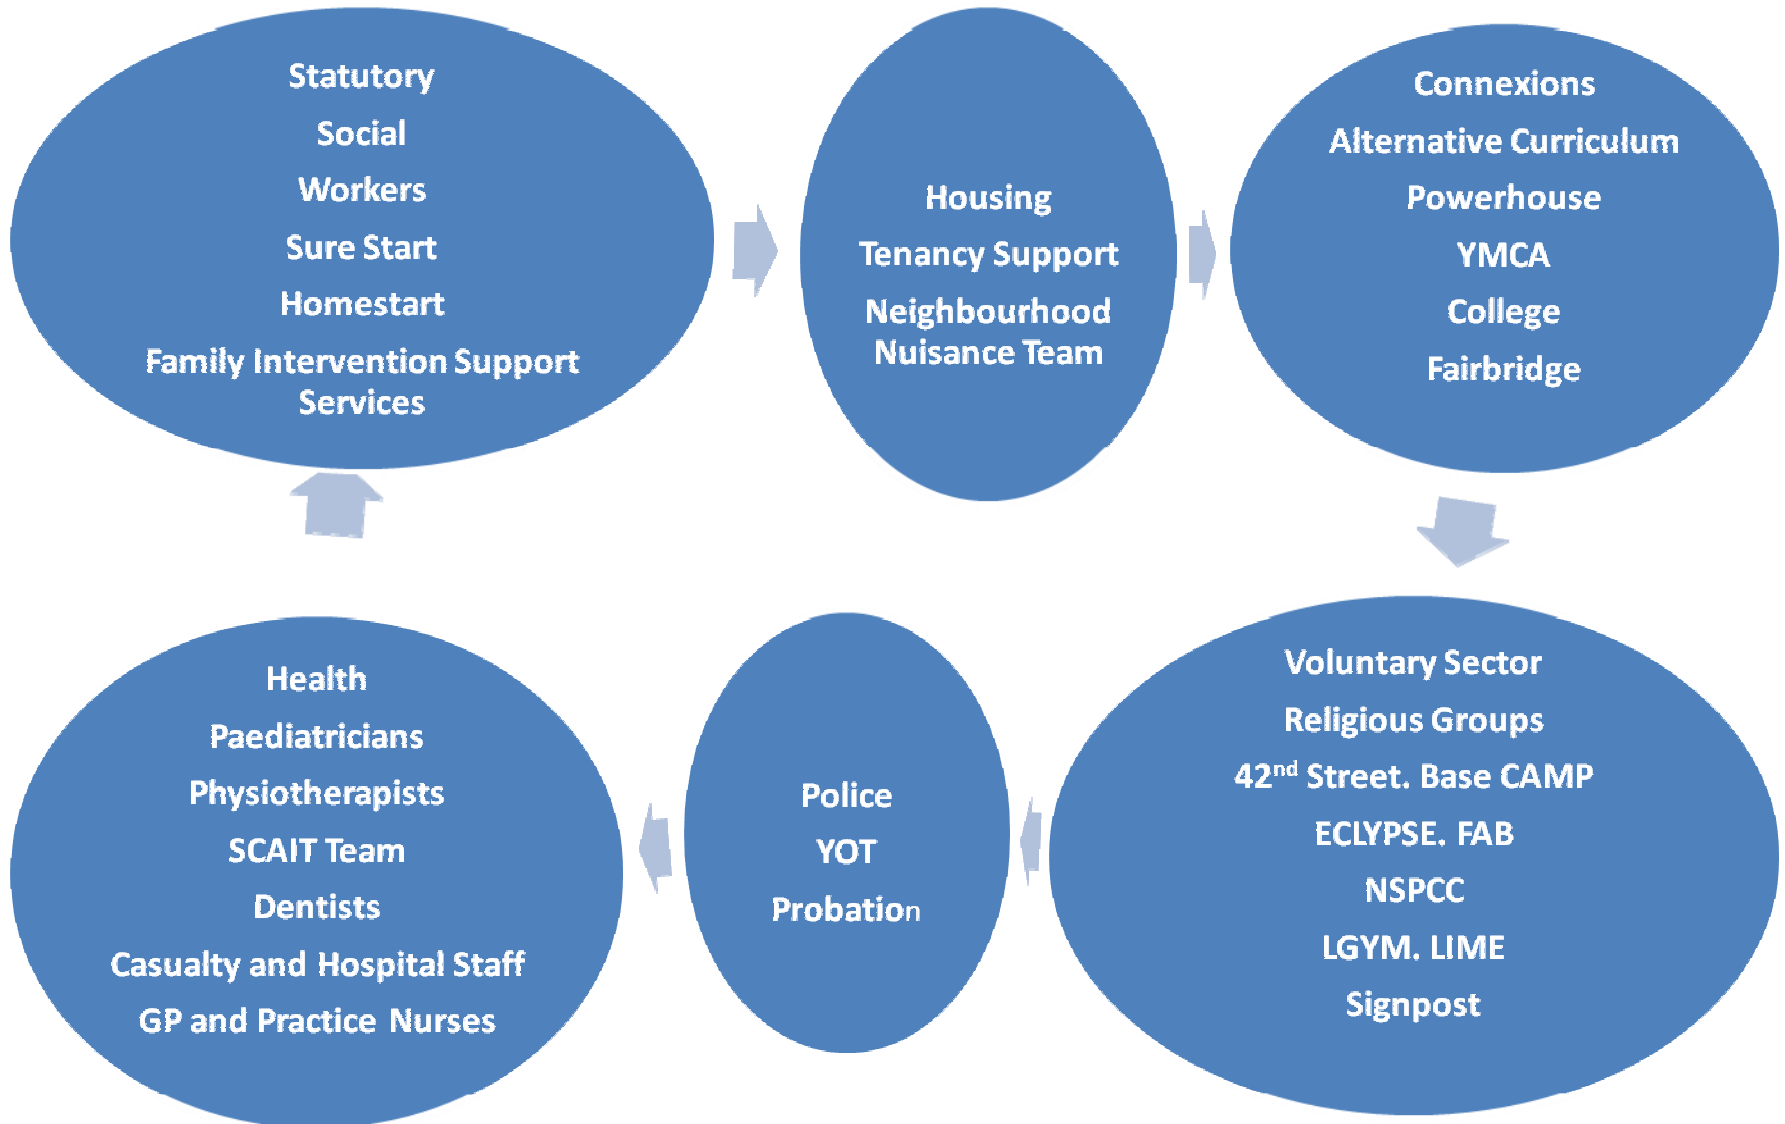 Statutory
Social
Workers
Sure Start
Homestart
Family Intervention Support
Services
Housing
Tenancy Support
Neighbourhood
Nuisance Team
Connexions
Alternative Curriculum
Powerhouse
YMCA
College
Fairbridge
Voluntary Sector
Religious Groups
42nd Street. Base CAMP
ECLYPSE. FAB
NSPCC
LGYM. LIME
Signpost
Police
YOT
Probation
Health
Paediatricians
Physiotherapists
SCAIT Team
Dentists
Casualty and Hospital Staff
GP and Practice Nurses